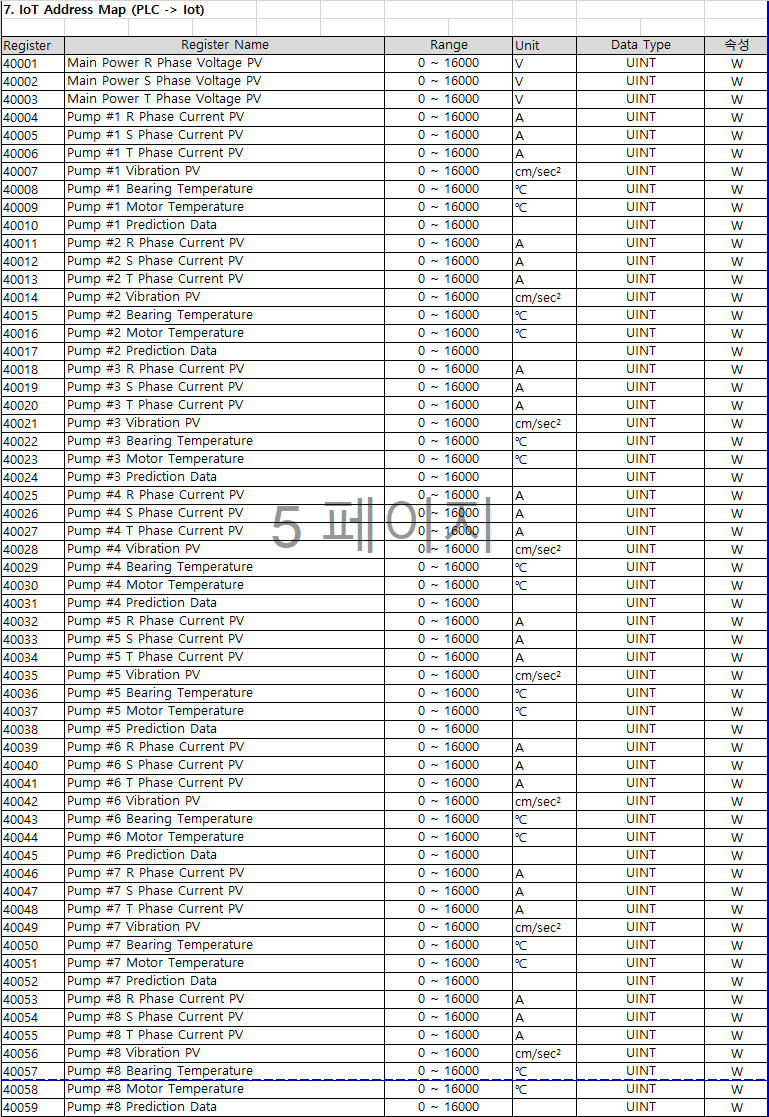 7. IoT Address Map (PLC -> Iot)
Register Register Name Range Unit Data Type 속성
40001 Main Power R Phase Voltage PV 0 ~ 16000 V UINT W
40002 Main Power S Phase Voltage PV 0 ~ 16000 V UINT W
40003 Main Power T Phase Voltage PV 0 ~ 16000 V UINT W
40004 Pump #1 R Phase Current PV 0 ~ 16000 A UINT W
40005 Pump #1 S Phase Current PV 0 ~ 16000 A UINT W
40006 Pump #1 T Phase Current PV 0 ~ 16000 A UINT W
40007 Pump #1 Vibration PV 0 ~ 16000 cm/sec² UINT W
40008 Pump #1 Bearing Temperature 0 ~ 16000 ℃ UINT W
40009 Pump #1 Motor Temperature 0 ~ 16000 ℃ UINT W
40010 Pump #1 Prediction Data 0 ~ 16000 UINT W
40011 Pump #2 R Phase Current PV 0 ~ 16000 A UINT W
40012 Pump #2 S Phase Current PV 0 ~ 16000 A UINT W
40013 Pump #2 T Phase Current PV 0 ~ 16000 A UINT W
40014 Pump #2 Vibration PV 0 ~ 16000 cm/sec² UINT W
40015 Pump #2 Bearing Temperature 0 ~ 16000 ℃ UINT W
40016 Pump #2 Motor Temperature 0 ~ 16000 ℃ UINT W
40017 Pump #2 Prediction Data 0 ~ 16000 UINT W
40018 Pump #3 R Phase Current PV 0 ~ 16000 A UINT W
40019 Pump #3 S Phase Current PV 0 ~ 16000 A UINT W
40020 Pump #3 T Phase Current PV 0 ~ 16000 A UINT W
40021 Pump #3 Vibration PV 0 ~ 16000 cm/sec² UINT W
40022 Pump #3 Bearing Temperature 0 ~ 16000 ℃ UINT W
40023 Pump #3 Motor Temperature 0 ~ 16000 ℃ UINT W
40024 Pump #3 Prediction Data 0 ~ 16000 UINT W
40025 Pump #4 R Phase Current PV 0 ~ 16000 A UINT W
40026 Pump #4 S Phase Current PV 0 ~ 16000 A UINT W
5 페이지
40027 Pump #4 T Phase Current PV 0 ~ 16000 A UINT W
40028 Pump #4 Vibration PV 0 ~ 16000 cm/sec² UINT W
40029 Pump #4 Bearing Temperature 0 ~ 16000 ℃ UINT W
40030 Pump #4 Motor Temperature 0 ~ 16000 ℃ UINT W
40031 Pump #4 Prediction Data 0 ~ 16000 UINT W
40032 Pump #5 R Phase Current PV 0 ~ 16000 A UINT W
40033 Pump #5 S Phase Current PV 0 ~ 16000 A UINT W
40034 Pump #5 T Phase Current PV 0 ~ 16000 A UINT W
40035 Pump #5 Vibration PV 0 ~ 16000 cm/sec² UINT W
40036 Pump #5 Bearing Temperature 0 ~ 16000 ℃ UINT W
40037 Pump #5 Motor Temperature 0 ~ 16000 ℃ UINT W
40038 Pump #5 Prediction Data 0 ~ 16000 UINT W
40039 Pump #6 R Phase Current PV 0 ~ 16000 A UINT W
40040 Pump #6 S Phase Current PV 0 ~ 16000 A UINT W
40041 Pump #6 T Phase Current PV 0 ~ 16000 A UINT W
40042 Pump #6 Vibration PV 0 ~ 16000 cm/sec² UINT W
40043 Pump #6 Bearing Temperature 0 ~ 16000 ℃ UINT W
40044 Pump #6 Motor Temperature 0 ~ 16000 ℃ UINT W
40045 Pump #6 Prediction Data 0 ~ 16000 UINT W
40046 Pump #7 R Phase Current PV 0 ~ 16000 A UINT W
40047 Pump #7 S Phase Current PV 0 ~ 16000 A UINT W
40048 Pump #7 T Phase Current PV 0 ~ 16000 A UINT W
40049 Pump #7 Vibration PV 0 ~ 16000 cm/sec² UINT W
40050 Pump #7 Bearing Temperature 0 ~ 16000 ℃ UINT W
40051 Pump #7 Motor Temperature 0 ~ 16000 ℃ UINT W
40052 Pump #7 Prediction Data 0 ~ 16000 UINT W
40053 Pump #8 R Phase Current PV 0 ~ 16000 A UINT W
40054 Pump #8 S Phase Current PV 0 ~ 16000 A UINT W
40055 Pump #8 T Phase Current PV 0 ~ 16000 A UINT W
40056 Pump #8 Vibration PV 0 ~ 16000 cm/sec² UINT W
40057 Pump #8 Bearing Temperature 0 ~ 16000 ℃ UINT W
40058 Pump #8 Motor Temperature 0 ~ 16000 ℃ UINT W
40059 Pump #8 Prediction Data 0 ~ 16000 UINT W